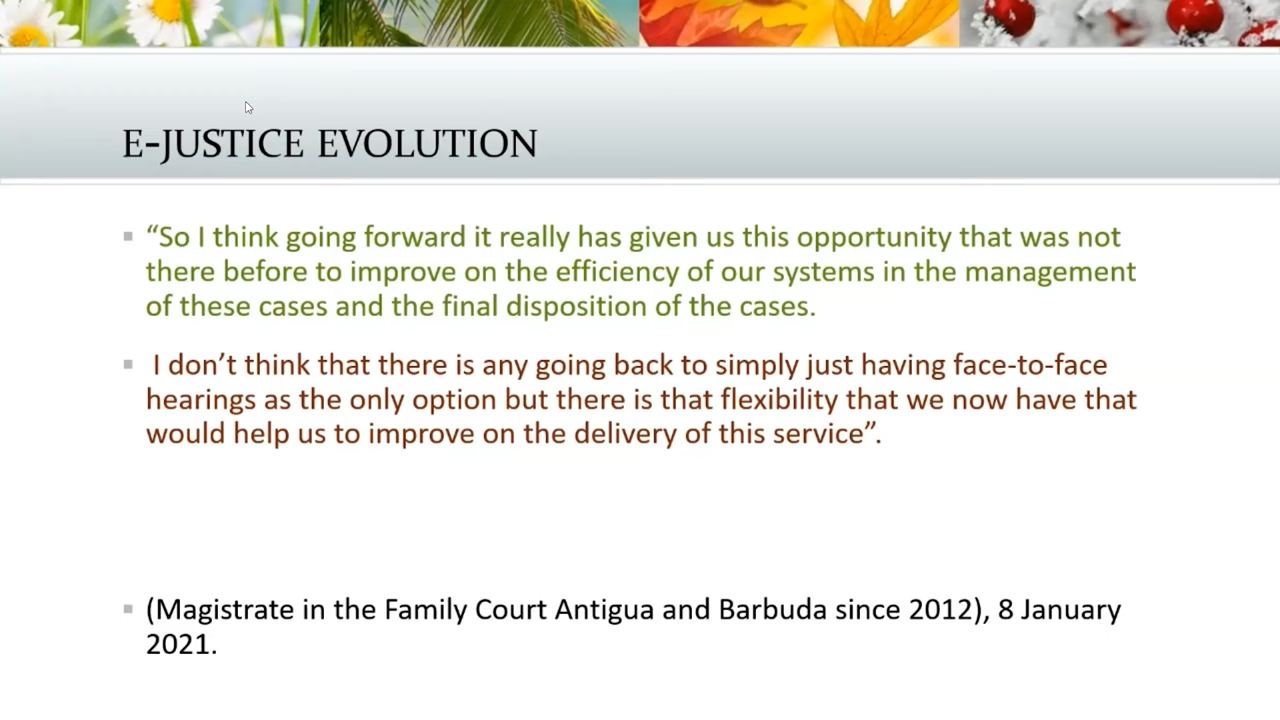 E-JUSTICE EVOLUTION
“So I think going forward it really has given us this opportunity that was not
there before to improve on the efficiency of our systems in the management
of these cases and the final disposition of the cases.
I don’t think that there is any going back to simply just having face-to-face
hearings as the only option but there is that flexibility that we now have that
would help us to improve on the delivery of this service”.
(Magistrate in the Family Court Antigua and Barbuda since 2012), 8 January
2021.